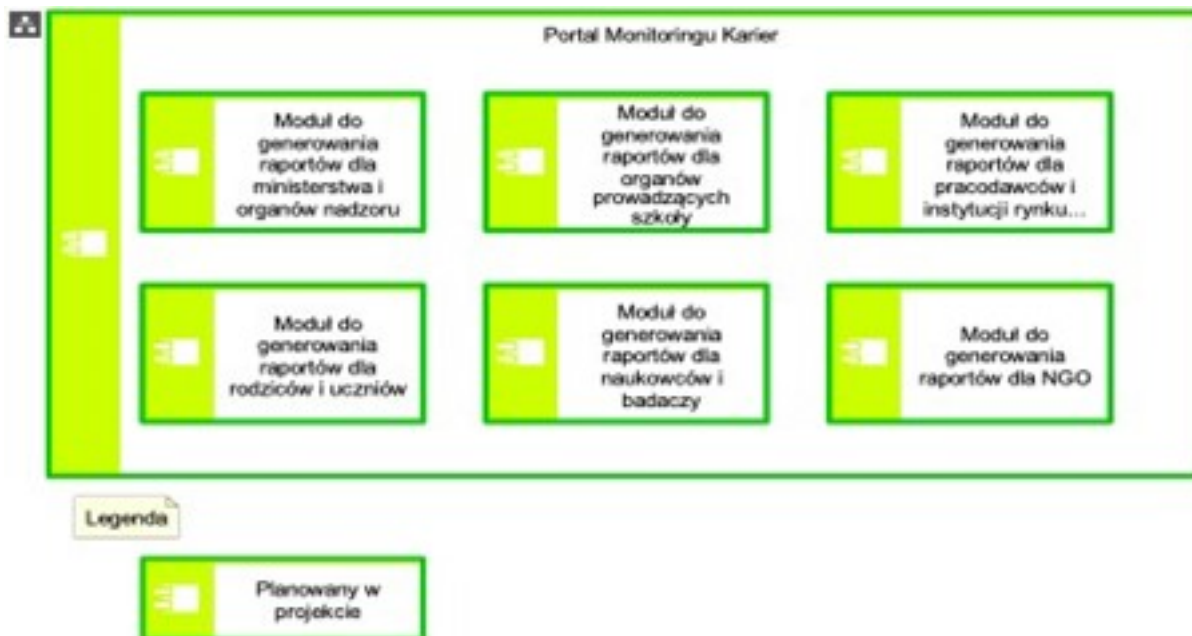 Portal Monitoringu Karier
Moduł do
generowania
raportów dla
ministerstwa i
organów nadzoru
Moduł do
generowania
raportów dla
organów
prowadzących
szkoły
Moduł do
generowania
raportów dla
pracodawców i
instytucji rynku...
Moduł do
generowania
raportów dla
rodziców i uczniów
Moduł do
generowania
raportów dla
naukowców i
badaczy
Moduł do
generowania
raportów dla NGO
Legenda
Planowany w
projekcie